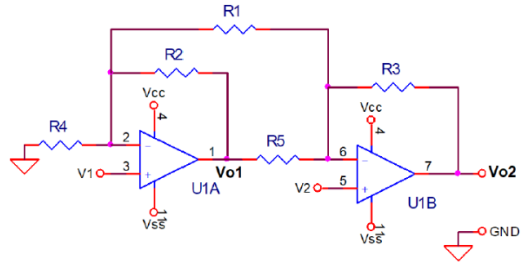 R1
R2
R3
Vcc
4
Vcc
4
R4
2
1
R5
6
7
Vo2
V1
3
Vo1
V2
5
U1A
U1B
11
Vss
11
Vss
GND